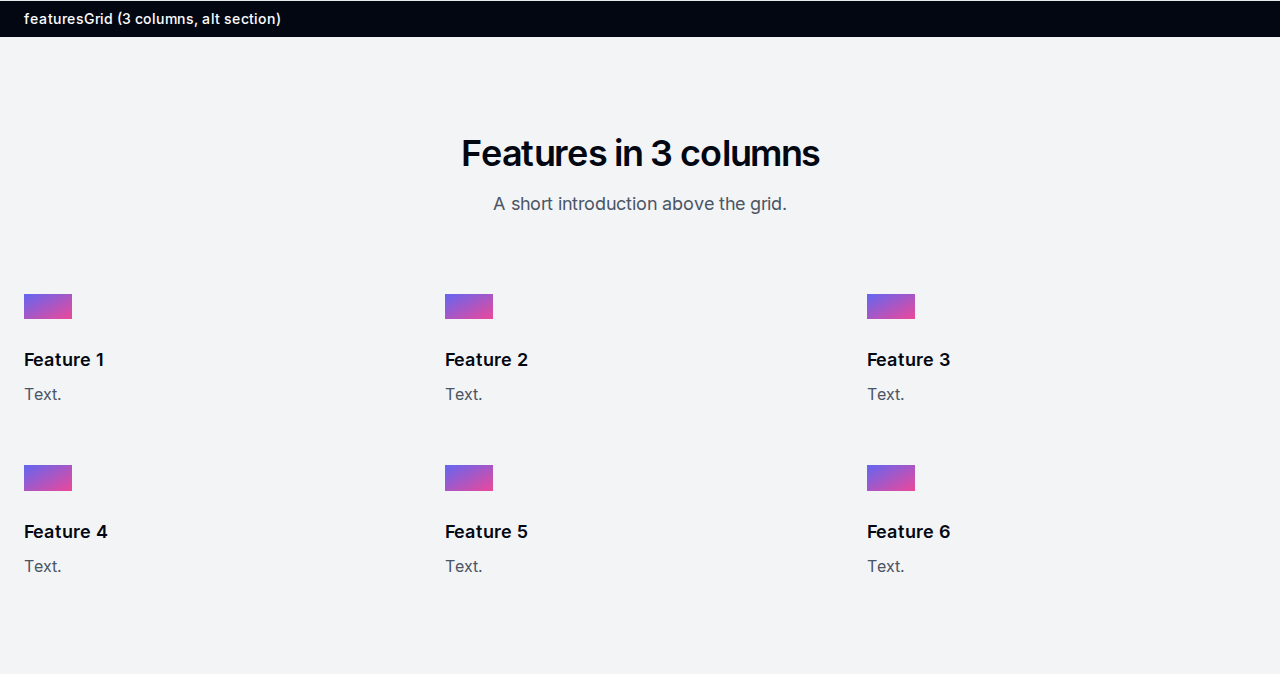 featuresGrid (3 columns, alt section)
Features in 3 columns
A short introduction above the grid.
Feature 1
Text.
Feature 2
Text.
Feature 3
Text.
Feature 4
Text.
Feature 5
Text.
Feature 6
Text.